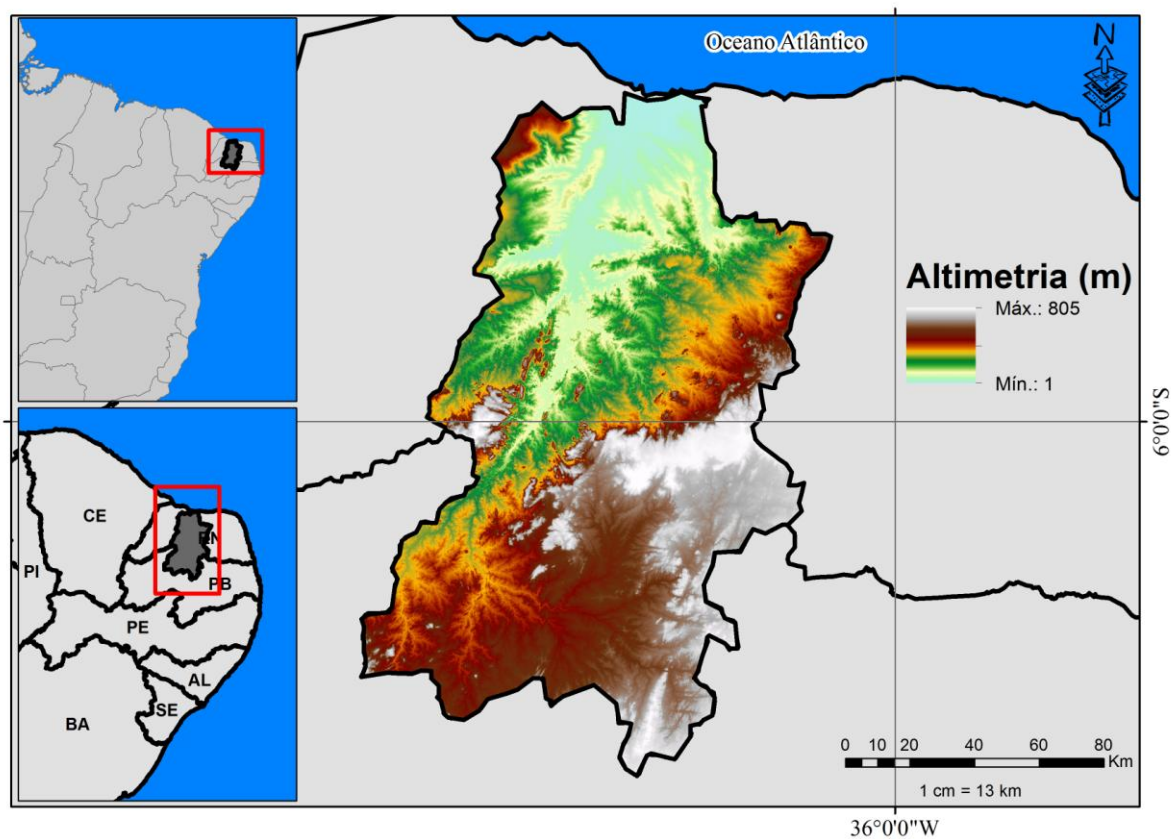 Oceano Atlântico
N
Altimetria (m)
Máx.: 805
Mín.: 1
6°0'0"S
CE
RN
PI
PB
PE
AL
SE
BA
0 10 20 40 60 80
Km
1 cm = 13 km
36°0'0"W